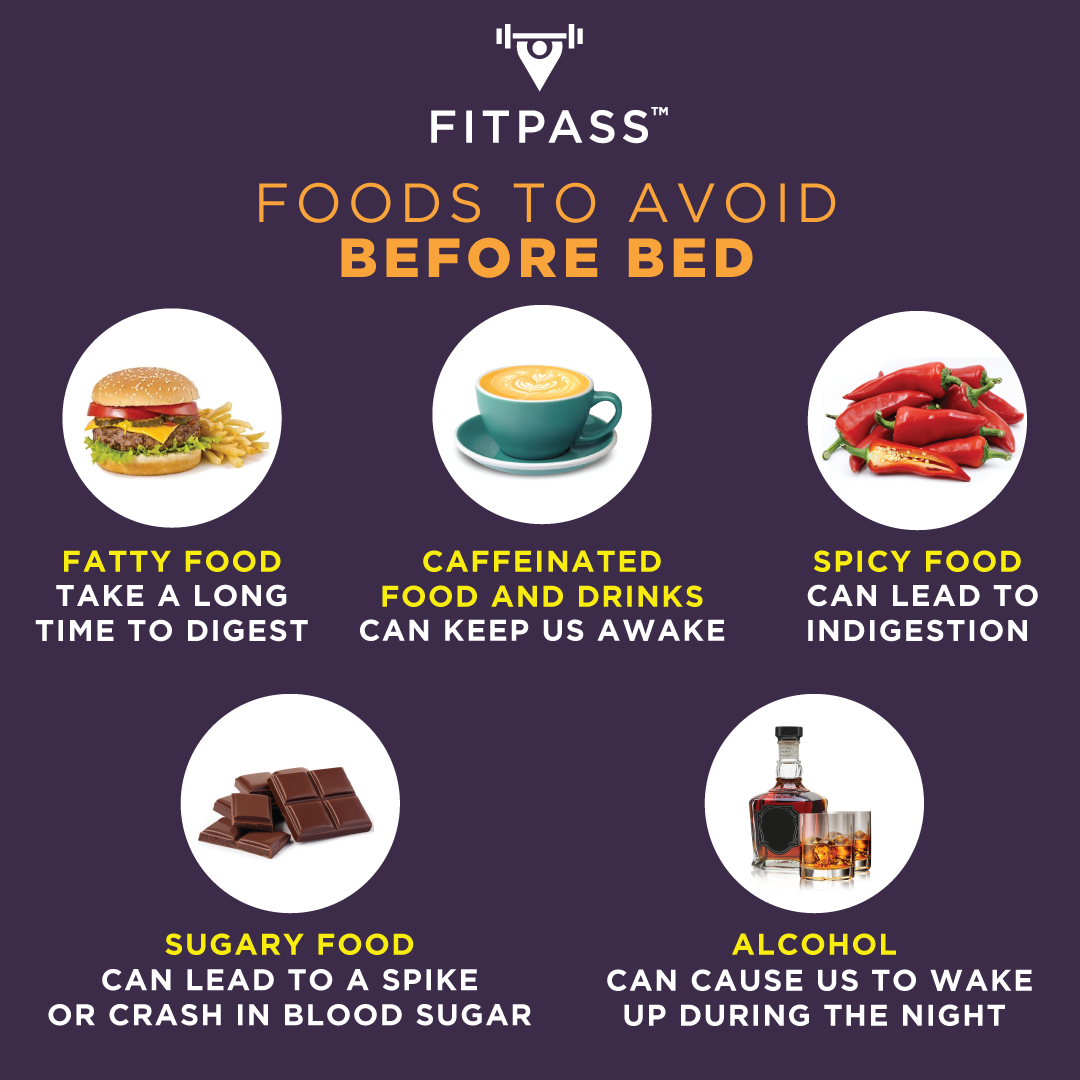 FITPASS™
FOODS TO AVOID
BEFORE BED
FATTY FOOD
TAKE A LONG
TIME TO DIGEST
CAFFEINATED
FOOD AND DRINKS
CAN KEEP US AWAKE
SPICY FOOD
CAN LEAD TO
INDIGESTION
SUGARY FOOD
CAN LEAD TO A SPIKE
OR CRASH IN BLOOD SUGAR
ALCOHOL
CAN CAUSE US TO WAKE
UP DURING THE NIGHT